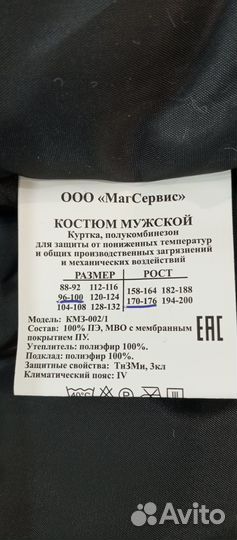 ООО «МагСервис»
КОСТЮМ МУЖСКОЙ
Куртка, полукомбинезон
для защиты от пониженных температур
и общих производственных загрязнений
и механических воздействий
РАЗМЕР РОСТ
88-92 112-116
96-100 120-124
104-108 128-132
158-164 182-188
170-176 194-200
Модель: КМЗ-002/1
Состав: 100% ПЭ, МВО с мембранным
покрытием ПУ.
Утеплитель: полиэфир 100%.
Подклад: полиэфир 100%.
Защитные свойства: ТнЗМи, 3кл
Климатический пояс: IV
ЕАС
40°C
P
Avito